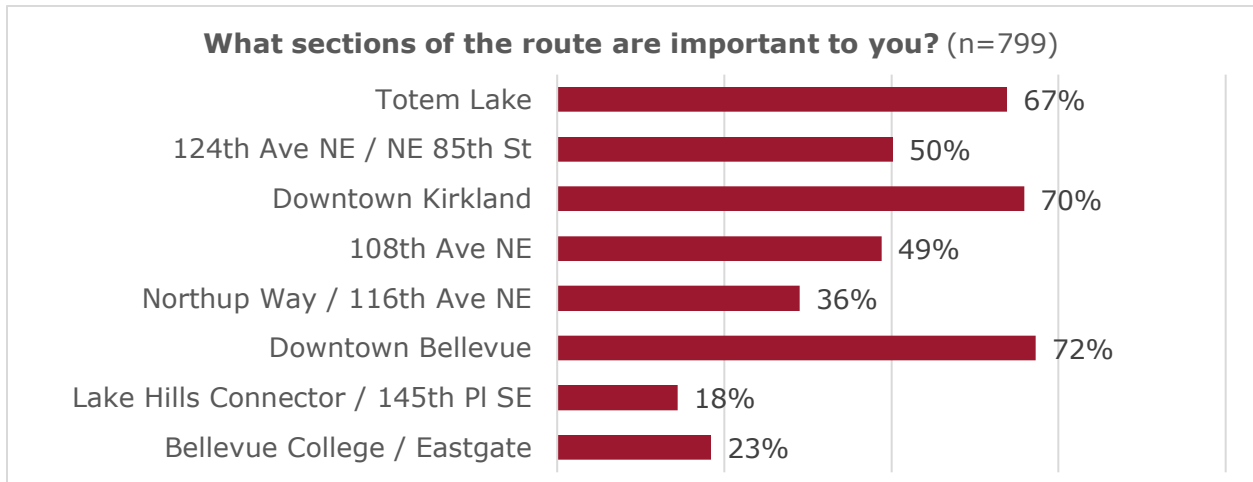 What sections of the route are important to you? (n=799)
Totem Lake 67%
124th Ave NE / NE 85th St 50%
Downtown Kirkland 70%
108th Ave NE 49%
Northup Way / 116th Ave NE 36%
Downtown Bellevue 72%
Lake Hills Connector / 145th Pl SE 18%
Bellevue College / Eastgate 23%